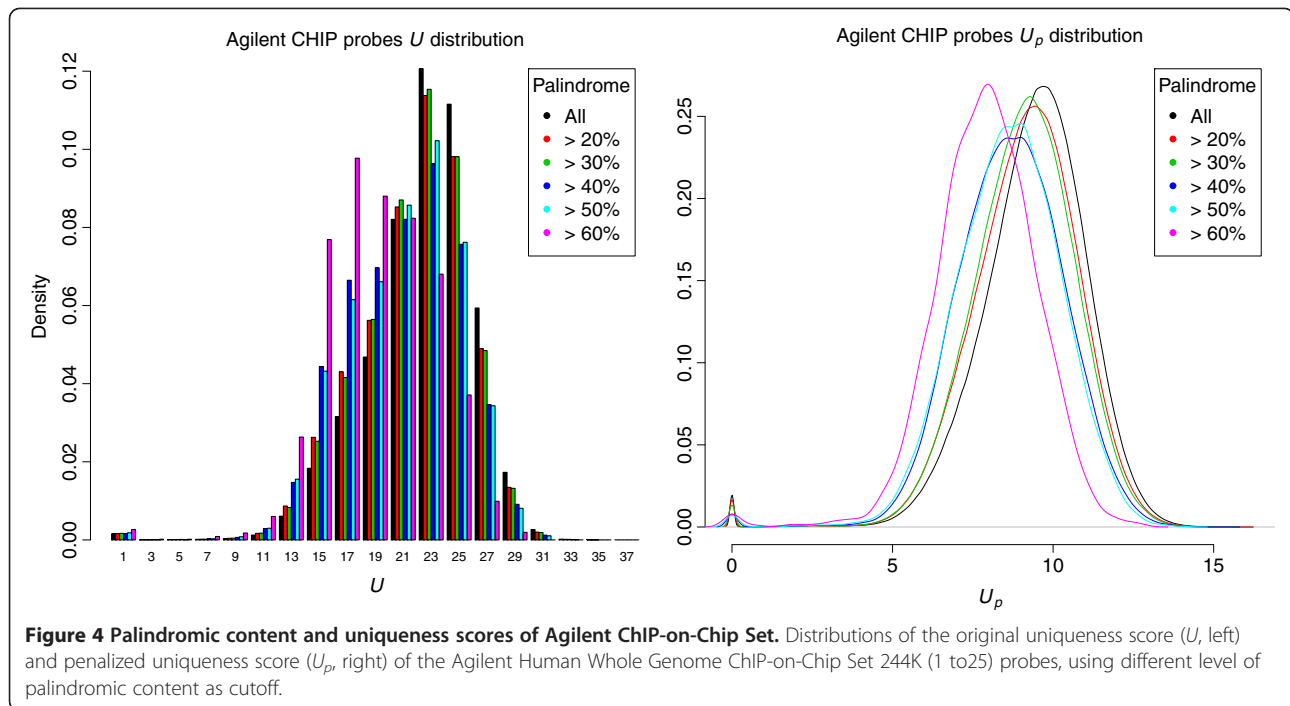 Agilent CHIP probes U distribution
Density
0.12
0.10
0.08
0.06
0.04
0.02
0.00
Palindrome
All
> 20%
> 30%
> 40%
> 50%
> 60%
1 3 5 7 9 11 13 15 17 19 21 23 25 27 29 31 33 35 37
U
Agilent CHIP probes Up distribution
0.25
0.20
0.15
0.10
0.05
0.00
Palindrome
All
> 20%
> 30%
> 40%
> 50%
> 60%
0 5 10 15
Up
Figure 4 Palindromic content and uniqueness scores of Agilent ChIP-on-Chip Set. Distributions of the original uniqueness score (U, left)
and penalized uniqueness score (Up, right) of the Agilent Human Whole Genome ChIP-on-Chip Set 244K (1 to25) probes, using different level of
palindromic content as cutoff.